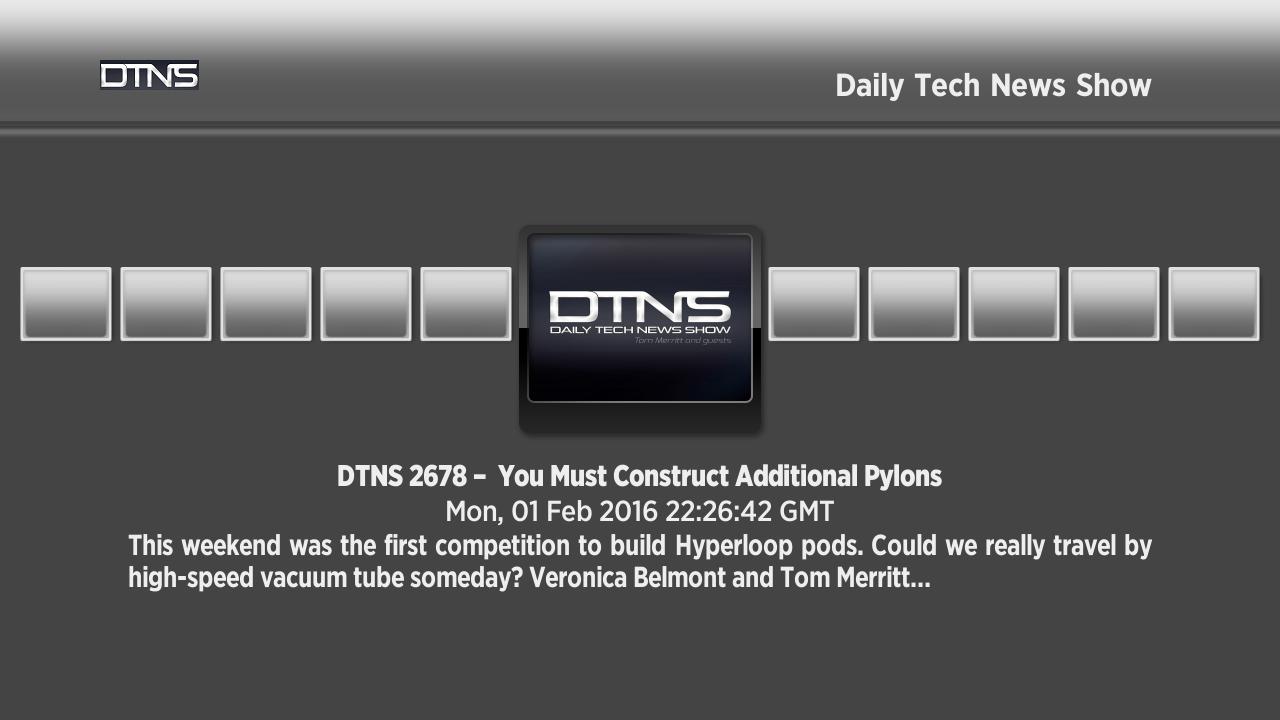 DTNS
Daily Tech News Show
DTNS
DAILY TECH NEWS SHOW
Tom Merritt and guests
DTNS 2678 – You Must Construct Additional Pylons
Mon, 01 Feb 2016 22:26:42 GMT
This weekend was the first competition to build Hyperloop pods. Could we really travel by
high-speed vacuum tube someday? Veronica Belmont and Tom Merritt...